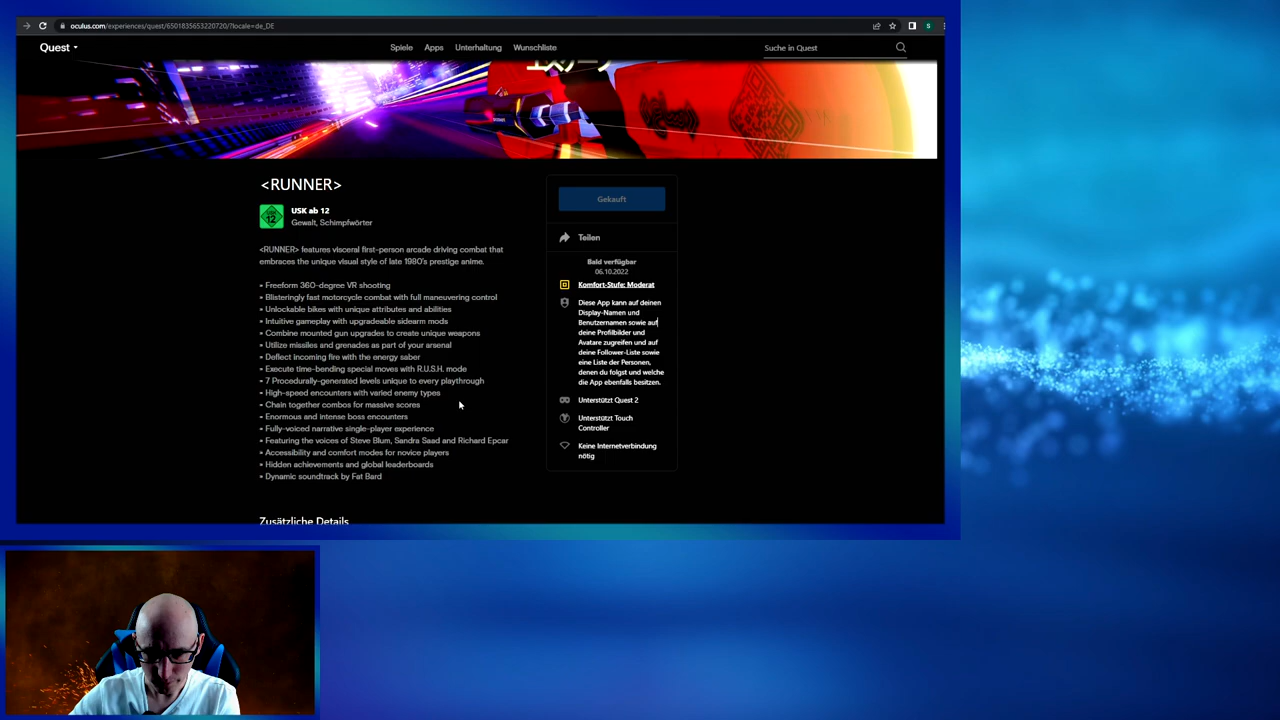 oculus.com/experiences/quest/6501835653220720/?locale=de_DE
S
Quest
Spiele Apps Unterhaltung Wunschliste
Suche in Quest
<RUNNER>
12
USK ab 12
Gewalt, Schimpfwörter
<RUNNER> features visceral first-person arcade driving combat that
embraces the unique visual style of late 1980's prestige anime.
▪ Freeform 360-degree VR shooting
▪ Blisteringly fast motorcycle combat with full maneuvering control
▪ Unlockable bikes with unique attributes and abilities
▪ Intuitive gameplay with upgradeable sidearm mods
▪ Combine mounted gun upgrades to create unique weapons
▪ Utilize missiles and grenades as part of your arsenal
▪ Deflect incoming fire with the energy saber
▪ Execute time-bending special moves with R.U.S.H. mode
▪ 7 Procedurally-generated levels unique to every playthrough
▪ High-speed encounters with varied enemy types
▪ Chain together combos for massive scores
▪ Enormous and intense boss encounters
▪ Fully-voiced narrative single-player experience
▪ Featuring the voices of Steve Blum, Sandra Saad and Richard Epcar
▪ Accessibility and comfort modes for novice players
▪ Hidden achievements and global leaderboards
▪ Dynamic soundtrack by Fat Bard
Zusätzliche Details
Gekauft
Teilen
Bald verfügbar
06.10.2022
Komfort-Stufe: Moderat
Diese App kann auf deinen
Display-Namen und
Benutzernamen sowie auf
deine Profilbilder und
Avatare zugreifen und auf
deine Follower-Liste sowie
eine Liste der Personen,
denen du folgst und welche
die App ebenfalls besitzen.
Unterstützt Quest 2
Unterstützt Touch
Controller
Keine Internetverbindung
nötig